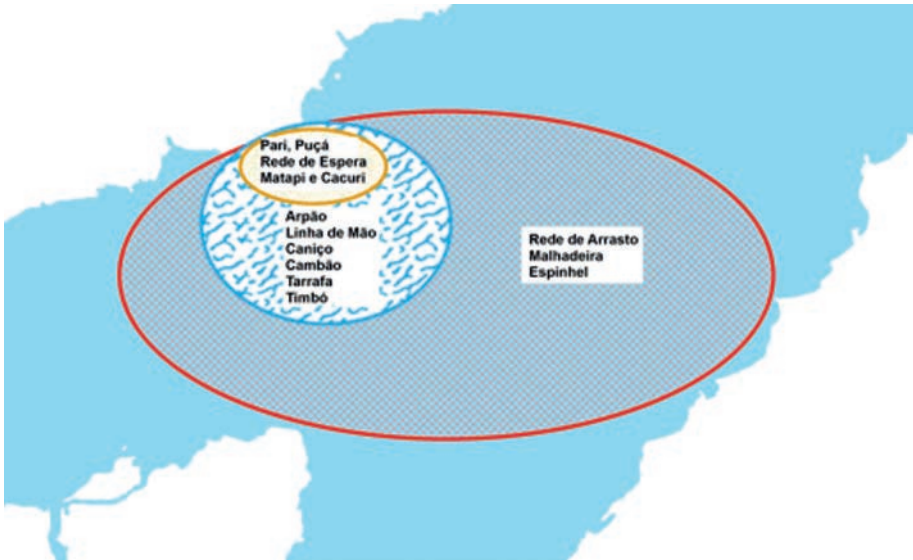 Pari, Puçá
Rede de Espera
Matapi e Cacuri
Arpão
Linha de Mão
Caniço
Cambão
Tarrafa
Timbó
Rede de Arrasto
Malhadeira
Espinhel